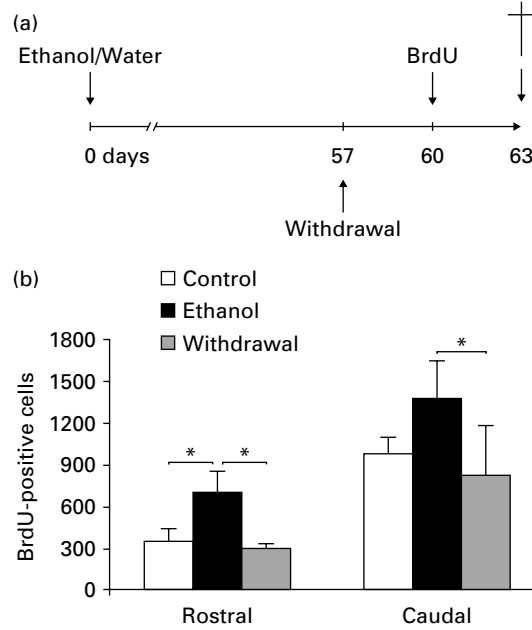 (a)
Ethanol/Water
BrdU
0 days
57
60
63
Withdrawal
(b)
Control
Ethanol
Withdrawal
BrdU-positive cells
1800
1500
1200
900
600
300
0
*
*
*
Rostral
Caudal